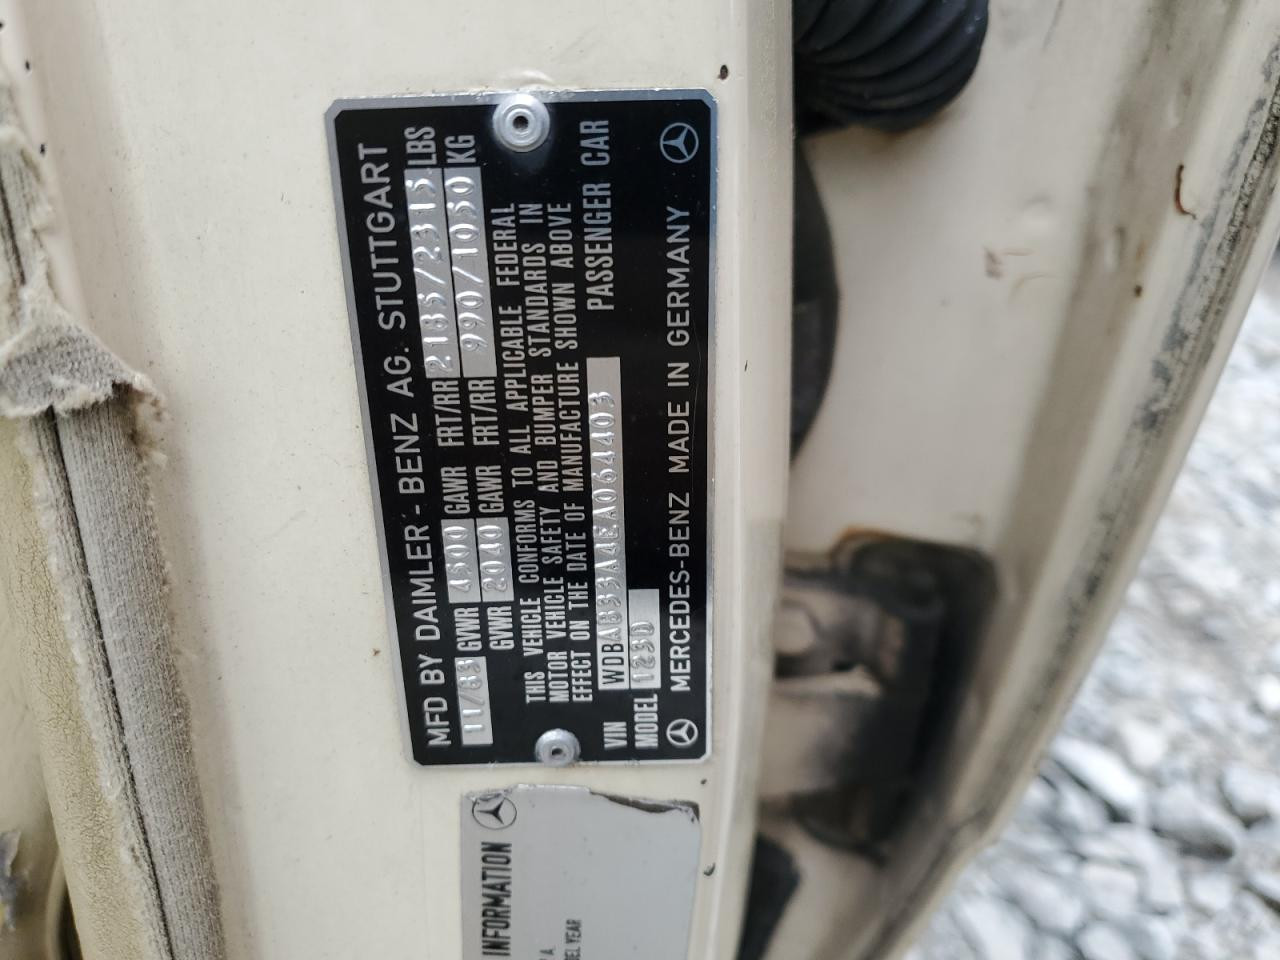 MFD BY DAIMLER-BENZ AG. STUTTGART
11/83 GVWR 4500 GAWR FRT/RR 2185/2315 LBS
GVWR 2040 GAWR FRT/RR 990/1050 KG
THIS VEHICLE CONFORMS TO ALL APPLICABLE FEDERAL
MOTOR VEHICLE SAFETY AND BUMPER STANDARDS IN
EFFECT ON THE DATE OF MANUFACTURE SHOWN ABOVE
VIN WDBAB33A4EA064403 PASSENGER CAR
MODEL 123D
MERCEDES-BENZ MADE IN GERMANY
INFORMATION